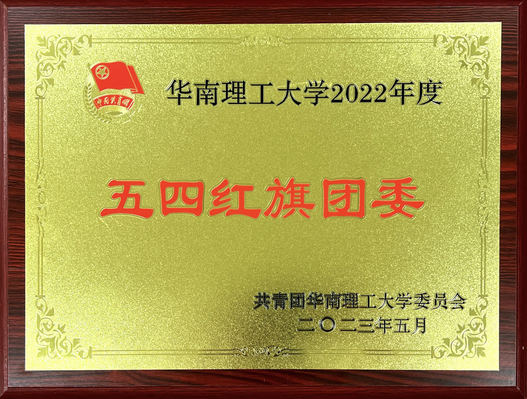 华南理工大学2022年度
五四红旗团委
共青团华南理工大学委员会
二〇二三年五月